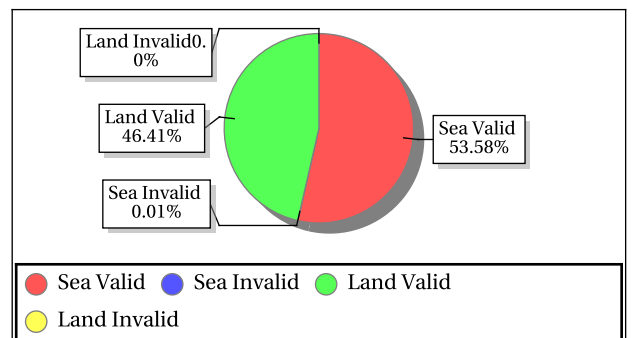 Land Invalid0.
0%
Land Valid
46.41%
Sea Valid
53.58%
Sea Invalid
0.01%
Sea Valid
Sea Invalid
Land Valid
Land Invalid